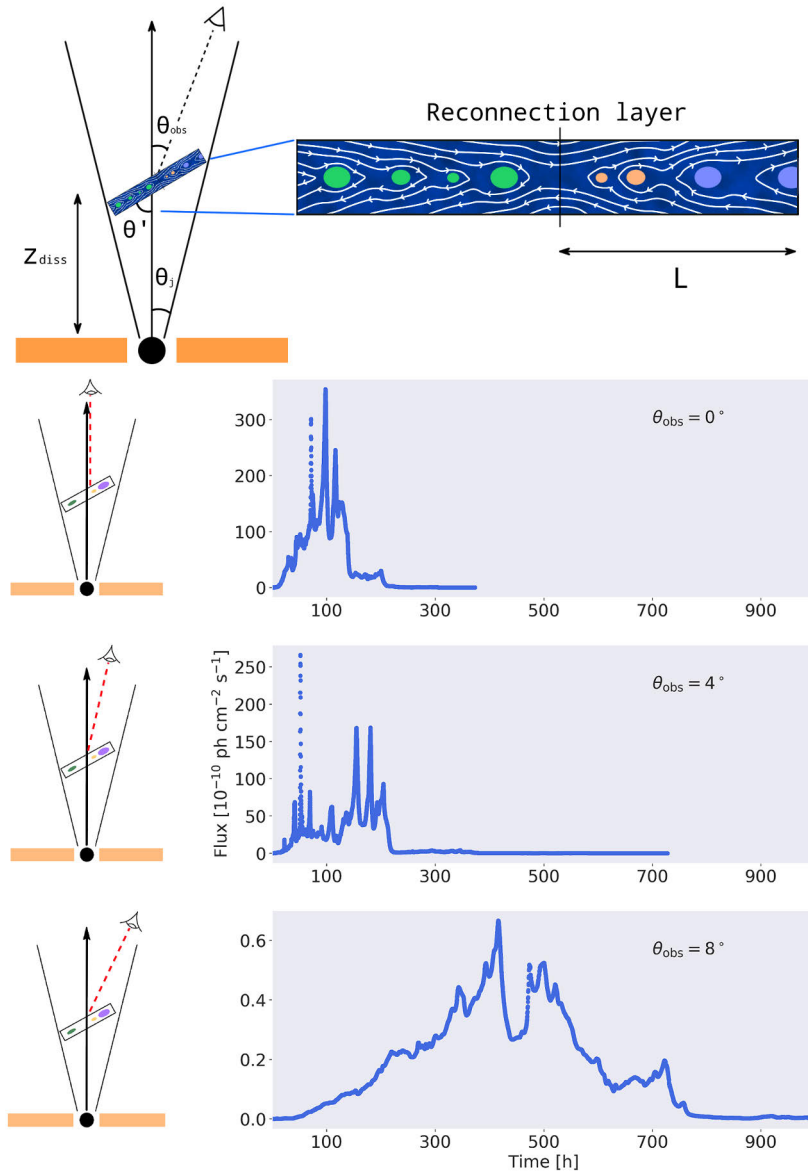 θobs
Reconnection layer
θ'
zdiss
θj
L
300
200
100
0
θobs = 0°
100 300 500 700 900
Flux [10⁻¹⁰ ph cm⁻² s⁻¹]
250
200
150
100
50
0
θobs = 4°
100 300 500 700 900
0.6
0.4
0.2
0.0
θobs = 8°
100 300 500 700 900
Time [h]